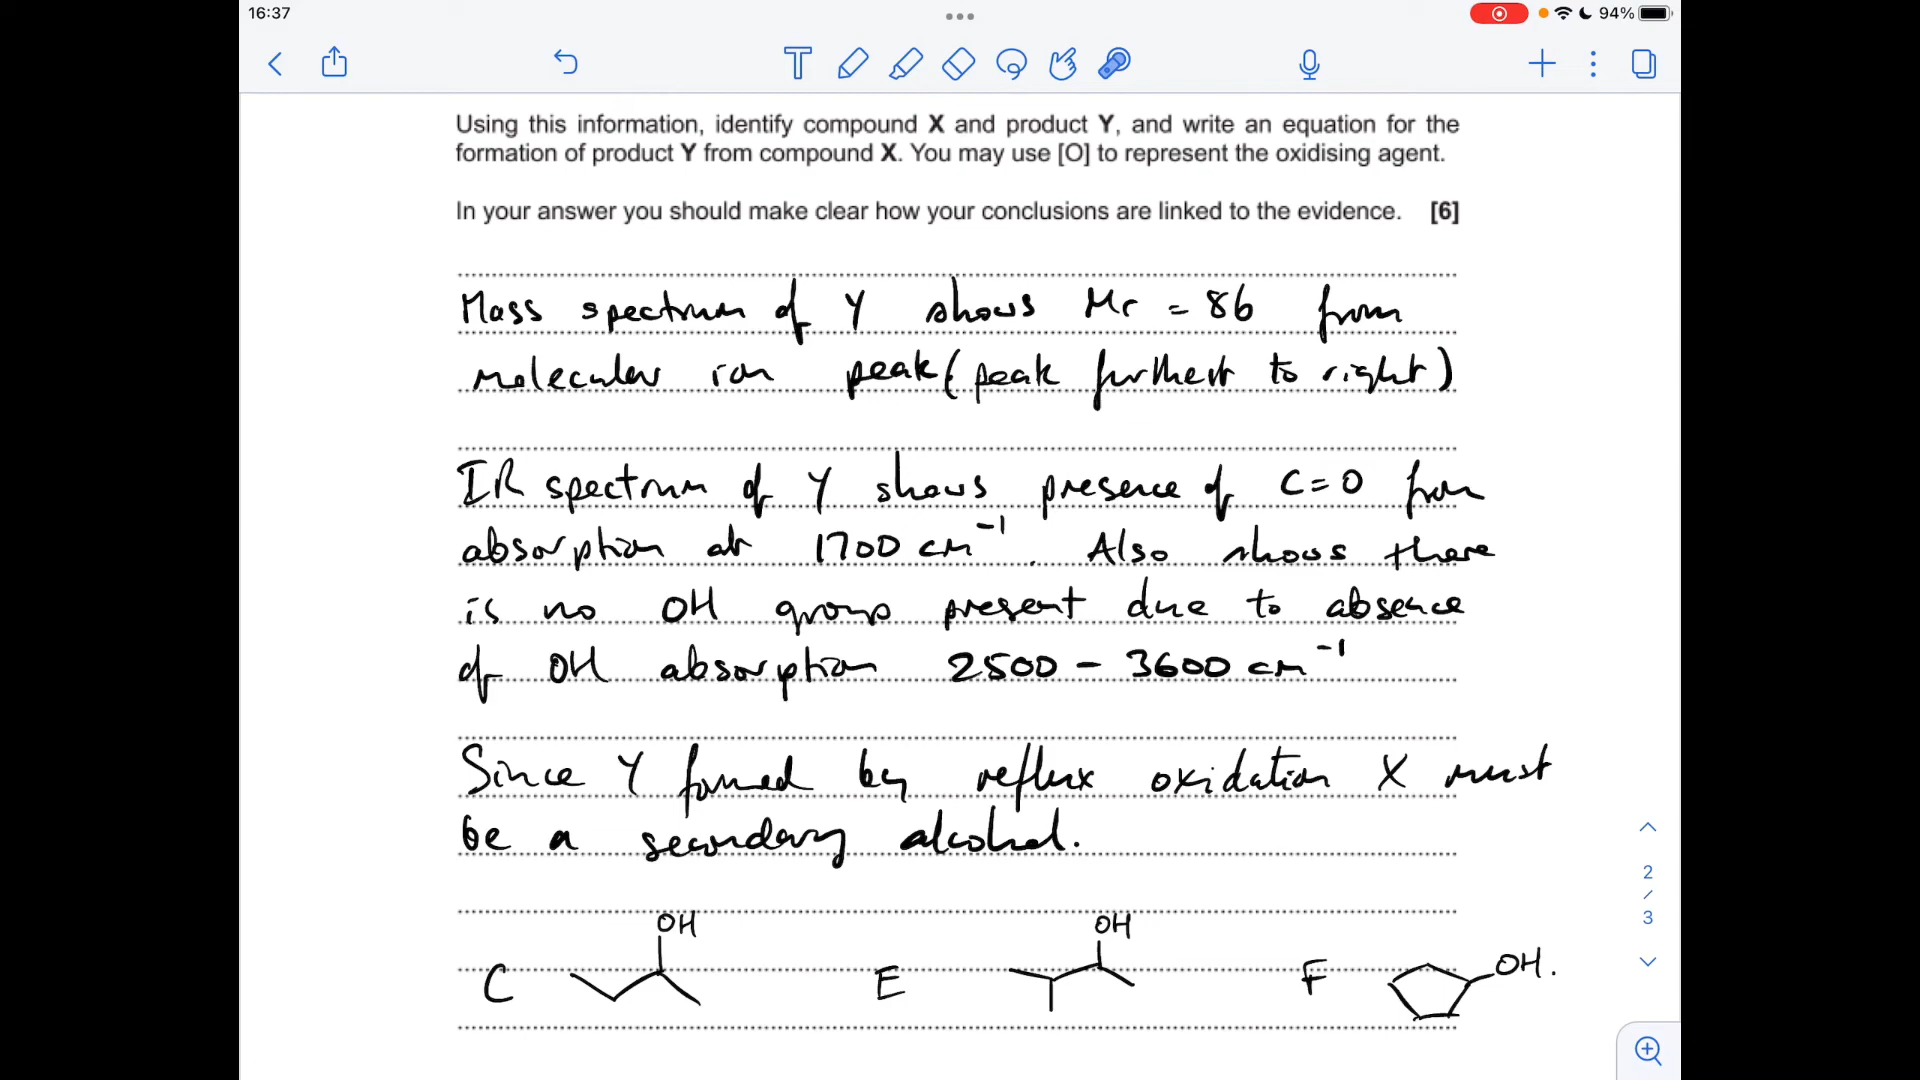 16:37
94%
Using this information, identify compound X and product Y, and write an equation for the
formation of product Y from compound X. You may use [O] to represent the oxidising agent.
In your answer you should make clear how your conclusions are linked to the evidence. [6]
Mass spectrum of Y shows Mr = 86 from
molecular ion peak (peak furthest to right)
IR spectrum of Y shows presence of C=O from
absorption at 1700 cm⁻¹. Also shows there
is no OH group present due to absence
of OH absorption 2500 - 3600 cm⁻¹
Since Y formed by reflux oxidation X must
be a secondary alcohol.
OH OH
C E F OH.
2
/
3